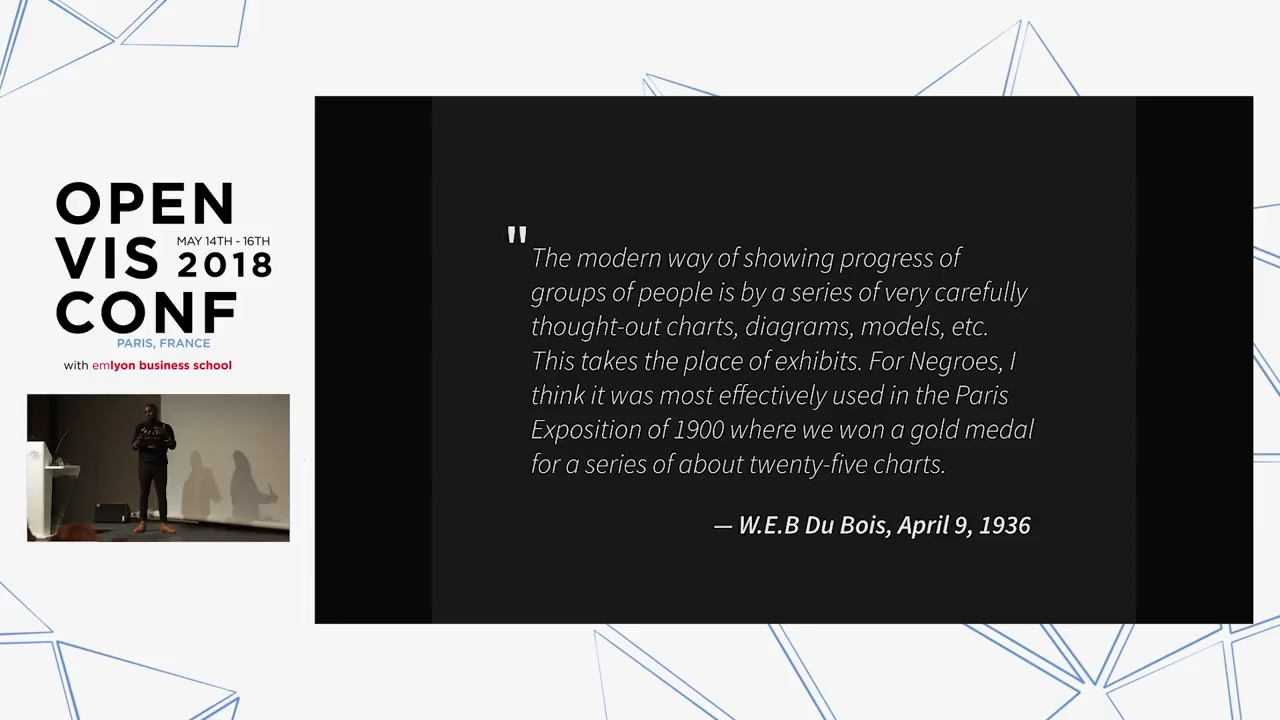 OPEN
VIS
MAY 14TH - 16TH
2018
CONF
PARIS, FRANCE
with emlyon business school
"
The modern way of showing progress of
groups of people is by a series of very carefully
thought-out charts, diagrams, models, etc.
This takes the place of exhibits. For Negroes, I
think it was most effectively used in the Paris
Exposition of 1900 where we won a gold medal
for a series of about twenty-five charts.
— W.E.B Du Bois, April 9, 1936